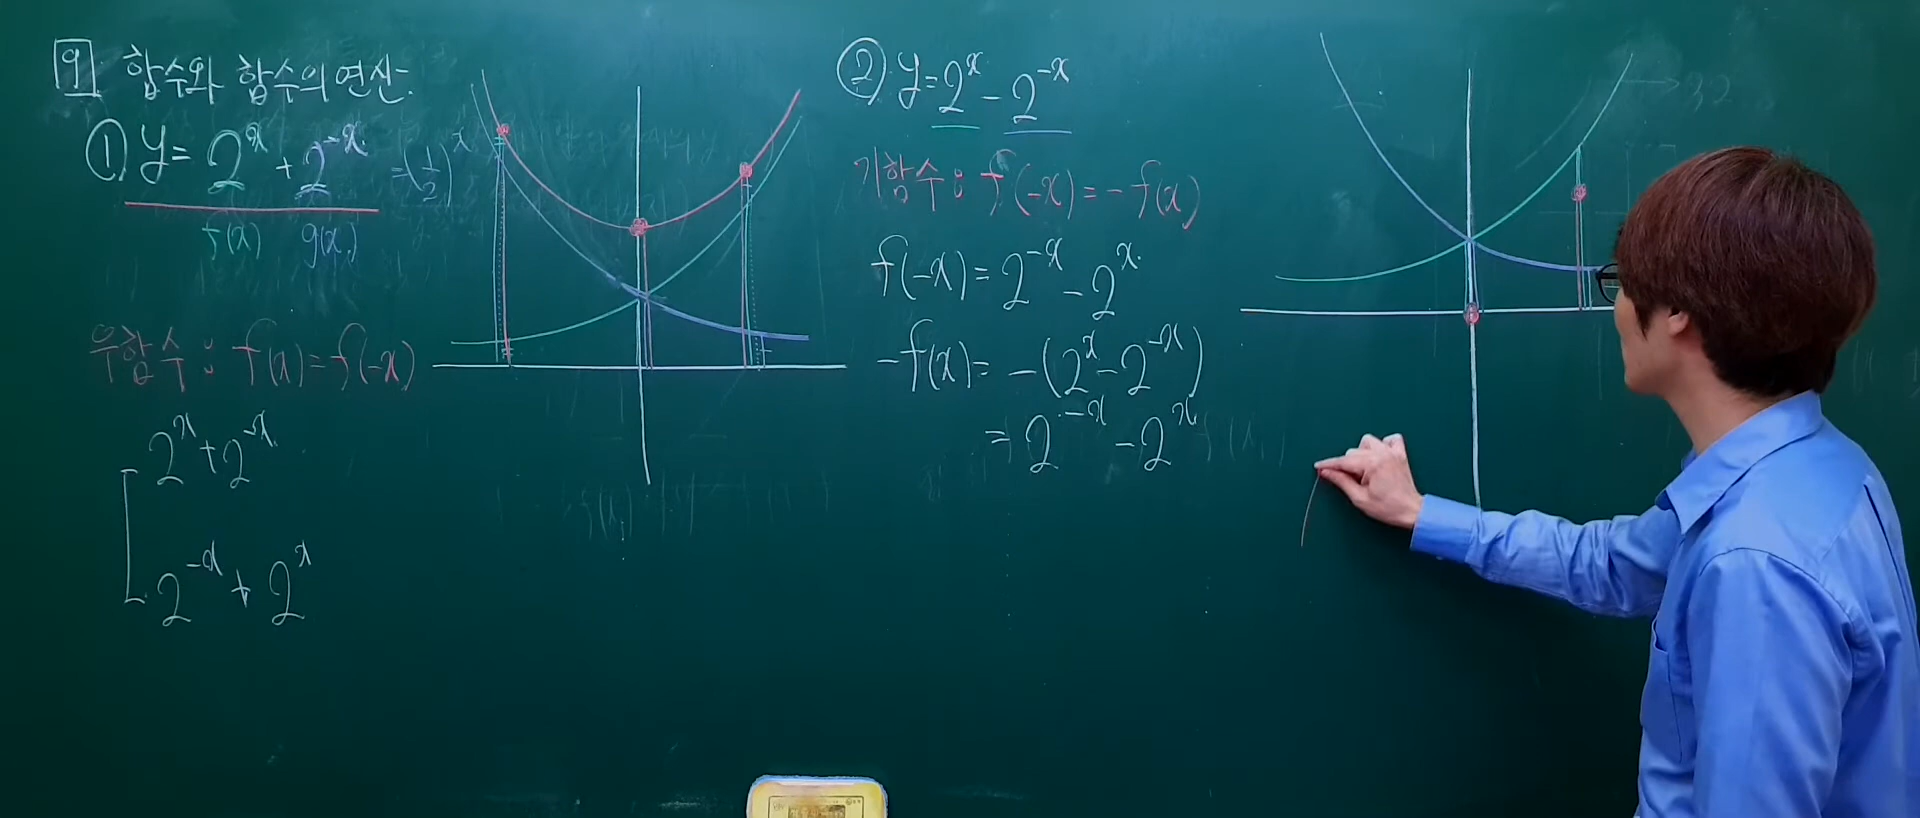 9. 함수와 함수의 연산.
① y = 2^x + 2^{-x} = (1/2)^x
f(x) g(x)
우함수 : f(x) = f(-x)
2^x + 2^{-x}
2^{-x} + 2^x
② y = 2^x - 2^{-x}
기함수 : f(-x) = -f(x)
f(-x) = 2^{-x} - 2^x
-f(x) = -(2^x - 2^{-x})
= 2^{-x} - 2^x